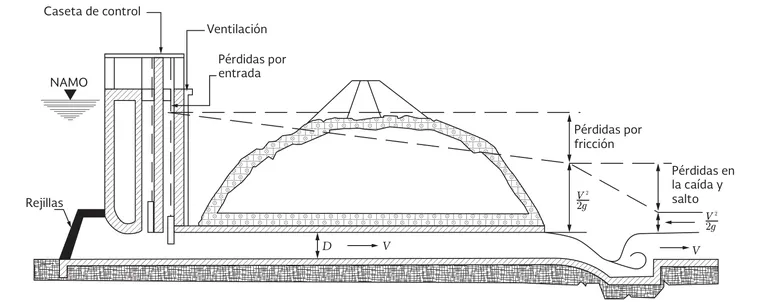 Caseta de control
Ventilación
Pérdidas por
entrada
NAMO
Pérdidas por
fricción
Pérdidas en
la caída y
salto
Rejillas
V²
2g
V²
2g
D
V
V